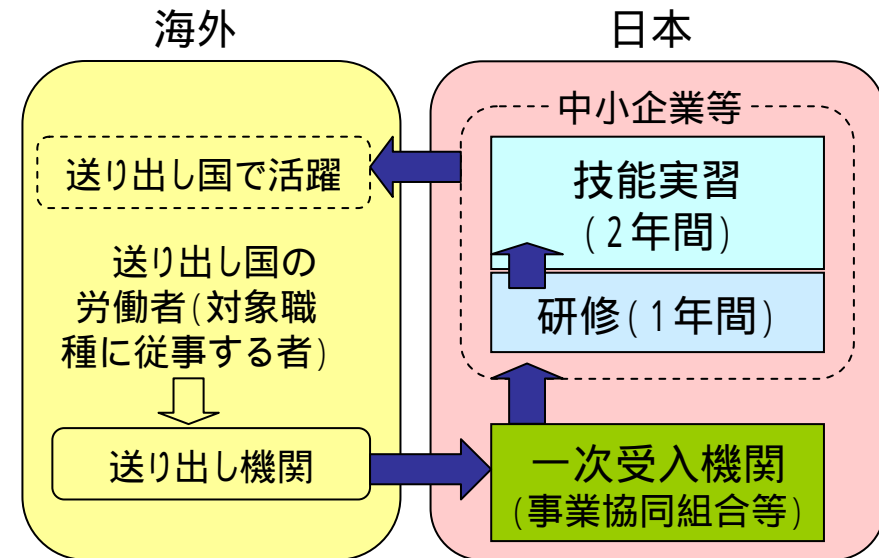 海外
送り出し国で活躍
送り出し国の
労働者(対象職
種に従事する者)
送り出し機関
日本
中小企業等
技能実習
(2年間)
研修(1年間)
一次受入機関
(事業協同組合等)